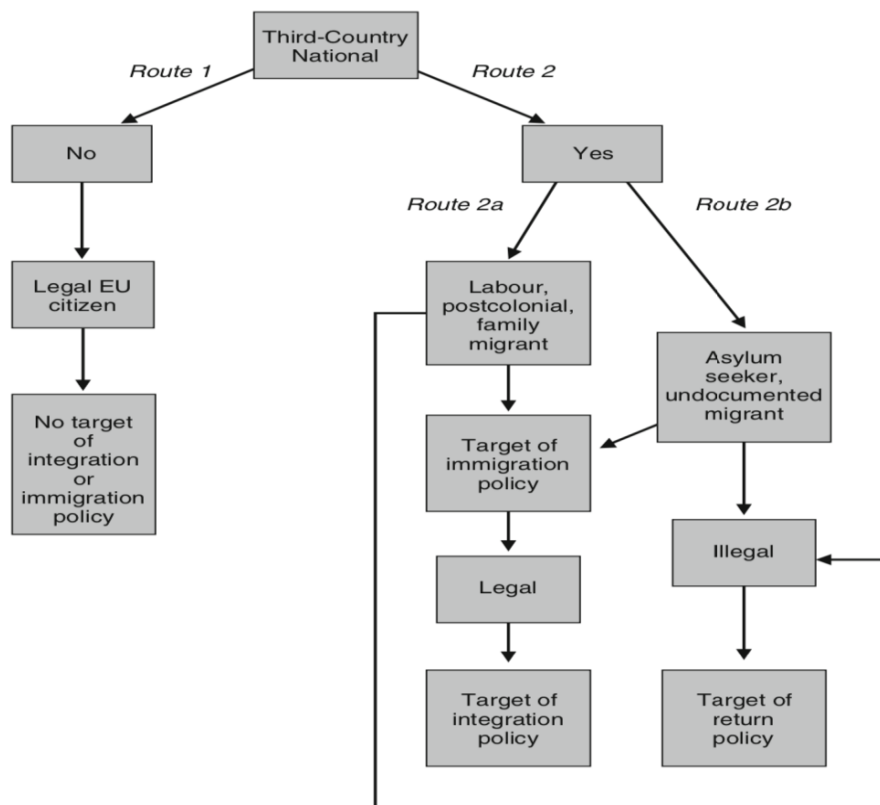 Third-Country
National
Route 1
Route 2
No
Yes
Route 2a
Route 2b
Legal EU
citizen
Labour,
postcolonial,
family
migrant
Asylum
seeker,
undocumented
migrant
No target
of
integration
or
immigration
policy
Target of
immigration
policy
Illegal
Legal
Target of
integration
policy
Target of
return
policy